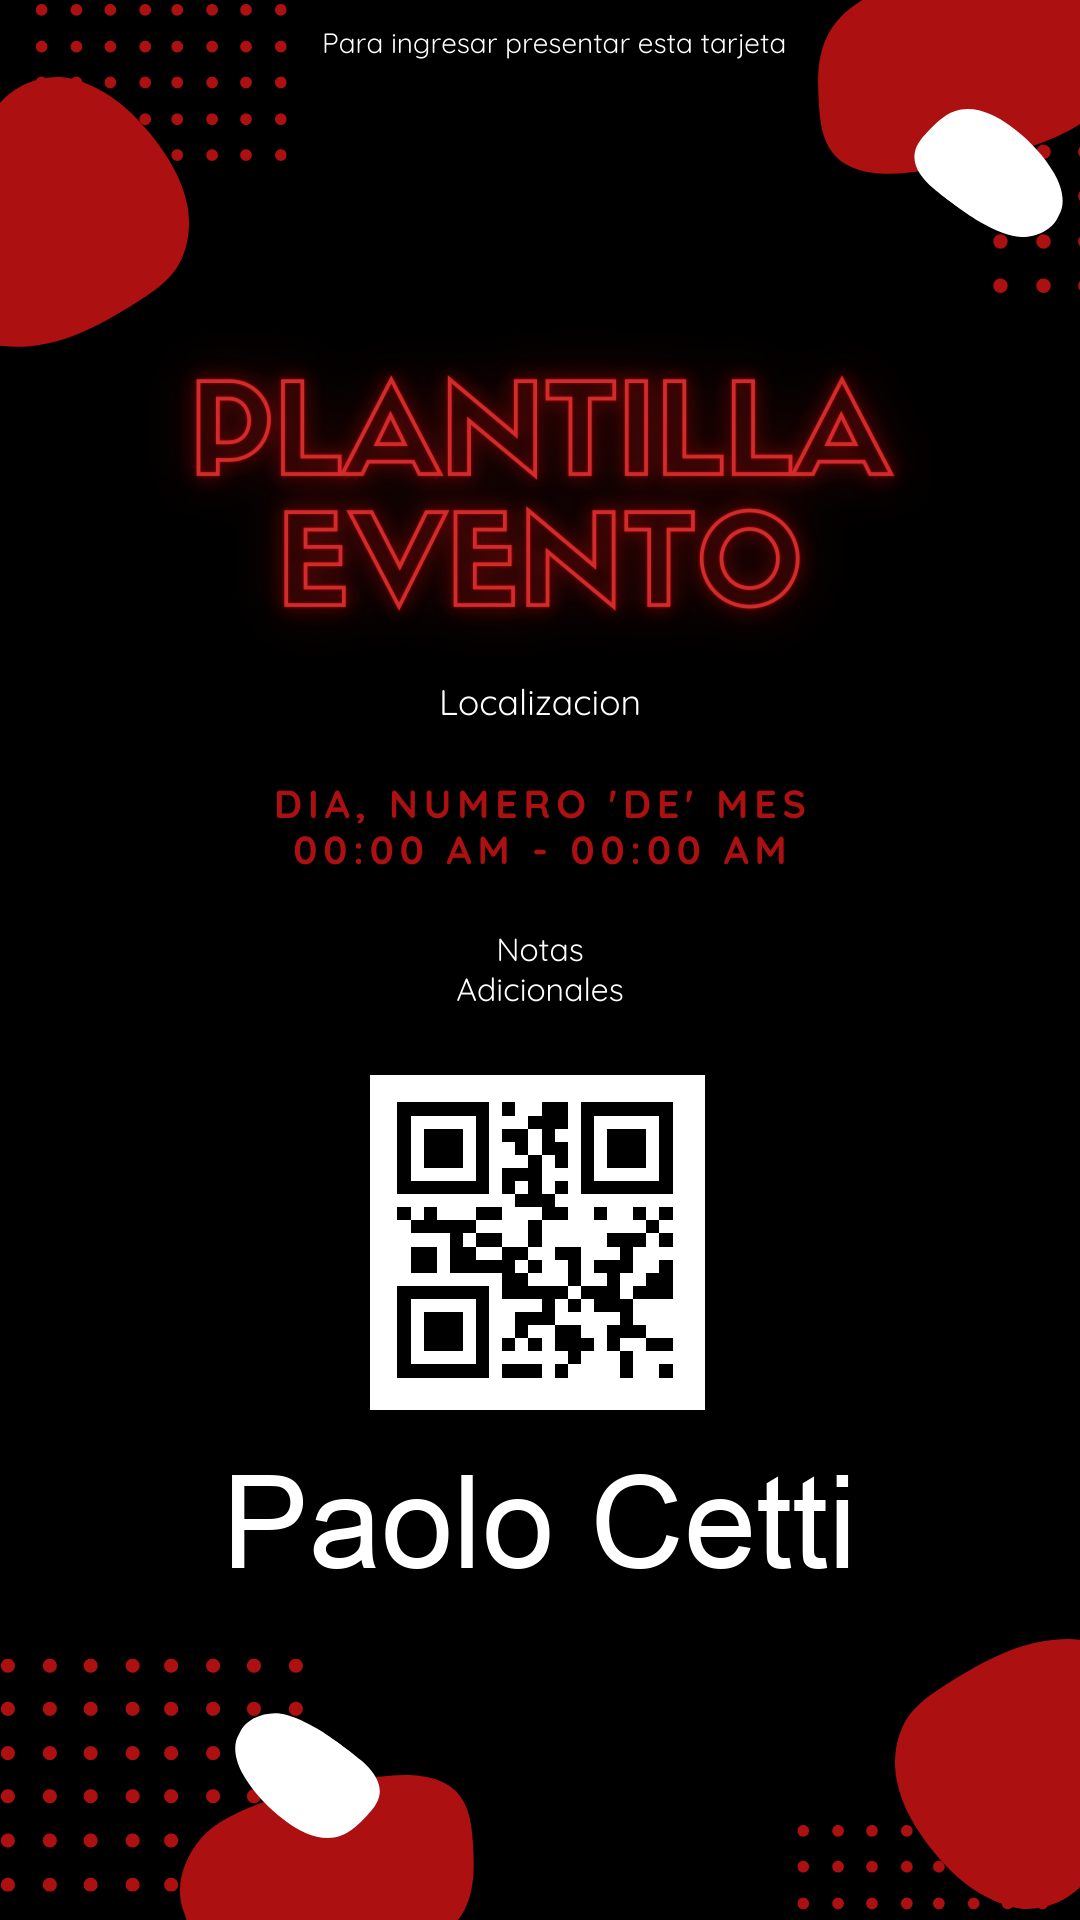 Para ingresar presentar esta tarjeta
PLANTILLA
EVENTO
Localizacion
DIA, NUMERO 'DE' MES
00:00 AM - 00:00 AM
Notas
Adicionales
Paolo Cetti